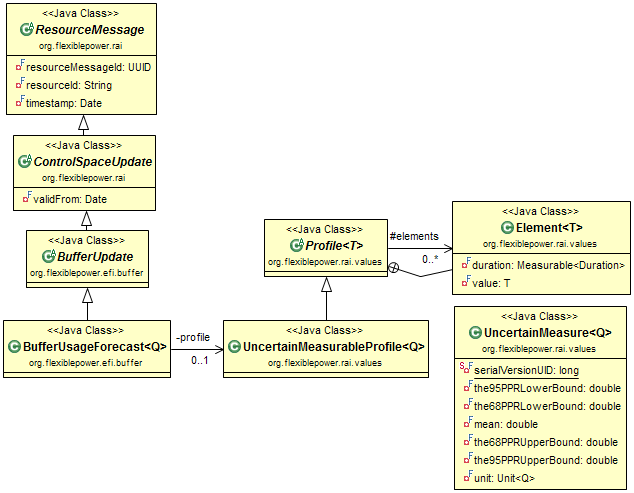 <<Java Class>>
ResourceMessage
org.flexiblepower.rai
resourceMessageId: UUID
resourceId: String
timestamp: Date
<<Java Class>>
ControlSpaceUpdate
org.flexiblepower.rai
validFrom: Date
<<Java Class>>
BufferUpdate
org.flexiblepower.efi.buffer
<<Java Class>>
BufferUsageForecast<Q>
org.flexiblepower.efi.buffer
-profile
0..1
<<Java Class>>
UncertainMeasurableProfile<Q>
org.flexiblepower.rai.values
<<Java Class>>
Profile<T>
org.flexiblepower.rai.values
#elements
0..*
<<Java Class>>
Element<T>
org.flexiblepower.rai.values
duration: Measurable<Duration>
value: T
<<Java Class>>
UncertainMeasure<Q>
org.flexiblepower.rai.values
serialVersionUID: long
the95PPRLowerBound: double
the68PPRLowerBound: double
mean: double
the68PPRUpperBound: double
the95PPRUpperBound: double
unit: Unit<Q>